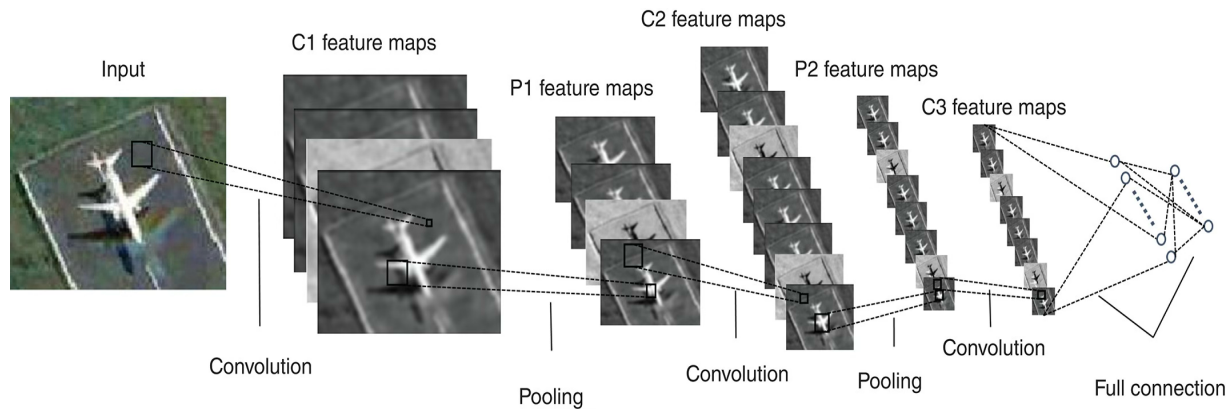 Input
C1 feature maps
P1 feature maps
C2 feature maps
P2 feature maps
C3 feature maps
Convolution
Pooling
Convolution
Pooling
Convolution
Full connection